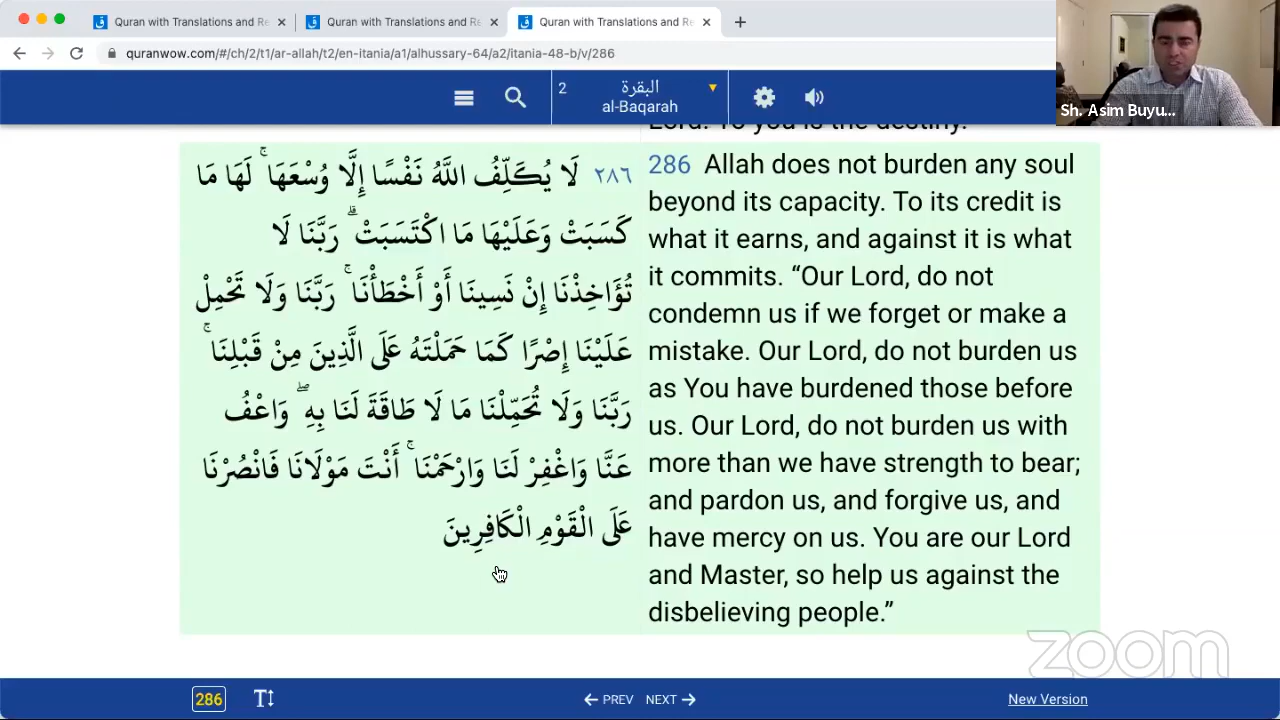 Quran with Translations and Re
Quran with Translations and Re
Quran with Translations and Re
quranwow.com/#/ch/2/t1/ar-allah/t2/en-itania/a1/alhussary-64/a2/itania-48-b/v/286
Sh. Asim Buyu...
2
البقرة
al-Baqarah
Lord. To you is the destiny."
٢٨٦ لَا يُكَلِّفُ اللَّهُ نَفْسًا إِلَّا وُسْعَهَا ۚ لَهَا مَا
كَسَبَتْ وَعَلَيْهَا مَا اكْتَسَبَتْ ۗ رَبَّنَا لَا
تُؤَاخِذْنَا إِنْ نَسِينَا أَوْ أَخْطَأْنَا ۚ رَبَّنَا وَلَا تَحْمِلْ
عَلَيْنَا إِصْرًا كَمَا حَمَلْتَهُ عَلَى الَّذِينَ مِنْ قَبْلِنَا ۚ
رَبَّنَا وَلَا تُحَمِّلْنَا مَا لَا طَاقَةَ لَنَا بِهِ ۖ وَاعْفُ
عَنَّا وَاغْفِرْ لَنَا وَارْحَمْنَا ۚ أَنْتَ مَوْلَانَا فَانْصُرْنَا
عَلَى الْقَوْمِ الْكَافِرِينَ
286 Allah does not burden any soul
beyond its capacity. To its credit is
what it earns, and against it is what
it commits. “Our Lord, do not
condemn us if we forget or make a
mistake. Our Lord, do not burden us
as You have burdened those before
us. Our Lord, do not burden us with
more than we have strength to bear;
and pardon us, and forgive us, and
have mercy on us. You are our Lord
and Master, so help us against the
disbelieving people.”
zoom
286
PREV NEXT
New Version